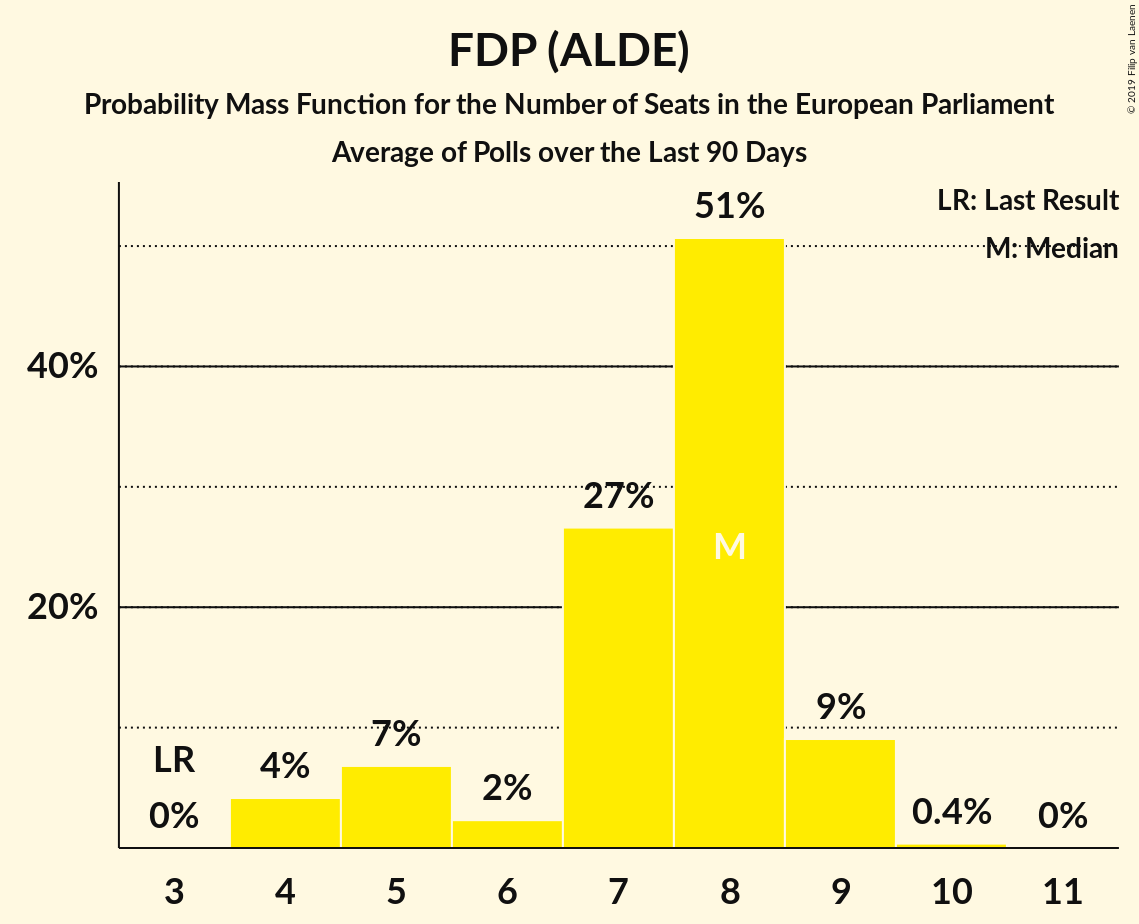 FDP (ALDE)
Probability Mass Function for the Number of Seats in the European Parliament
Average of Polls over the Last 90 Days
© 2019 Filip van Laenen
LR: Last Result
M: Median
51%
40%
27%
M
20%
9%
7%
LR
4%
2%
0%
0.4%
0%
3 4 5 6 7 8 9 10 11